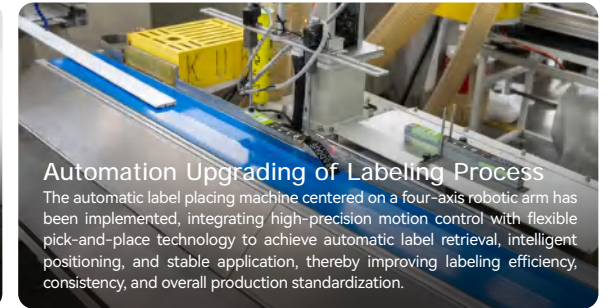 Automation Upgrading of Labeling Process
The automatic label placing machine centered on a four-axis robotic arm has
been implemented, integrating high-precision motion control with flexible
pick-and-place technology to achieve automatic label retrieval, intelligent
positioning, and stable application, thereby improving labeling efficiency,
consistency, and overall production standardization.